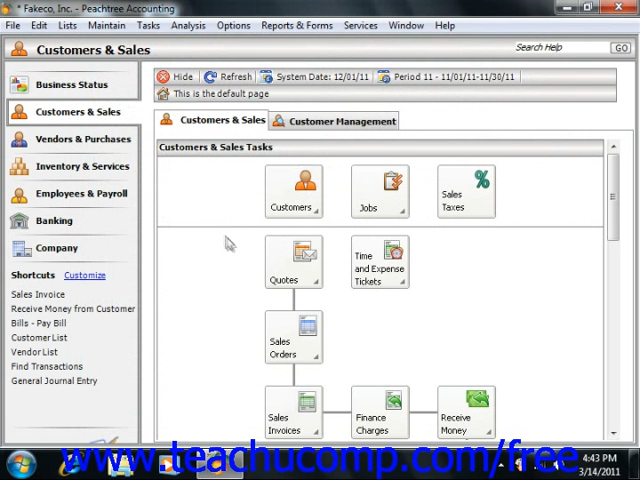 * Fakeco, Inc. - Peachtree Accounting
File Edit Lists Maintain Tasks Analysis Options Reports & Forms Services Window Help
Customers & Sales
Search Help
GO
Business Status
Customers & Sales
Vendors & Purchases
Inventory & Services
Employees & Payroll
Banking
Company
Shortcuts Customize
Sales Invoice
Receive Money from Customer
Bills - Pay Bill
Customer List
Vendor List
Find Transactions
General Journal Entry
Hide Refresh System Date: 12/01/11 Period 11 - 11/01/11-11/30/11
This is the default page
Customers & Sales Customer Management
Customers & Sales Tasks
Customers
Jobs
Sales
Taxes
Quotes
Time
and Expense
Tickets
Sales
Orders
Sales
Invoices
Finance
Charges
Receive
Money
www.teachucomp.com/free
4:43 PM
3/14/2011